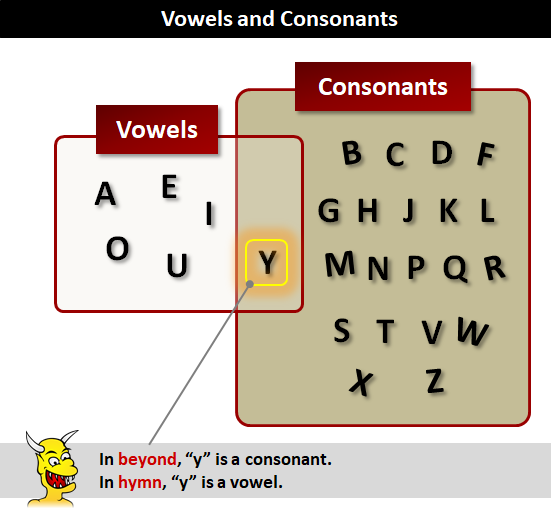 Vowels and Consonants
Consonants
Vowels
B C D F
A E I
G H J K L
O U Y
M N P Q R
S T V W
X Z
In beyond, “y” is a consonant.
In hymn, “y” is a vowel.